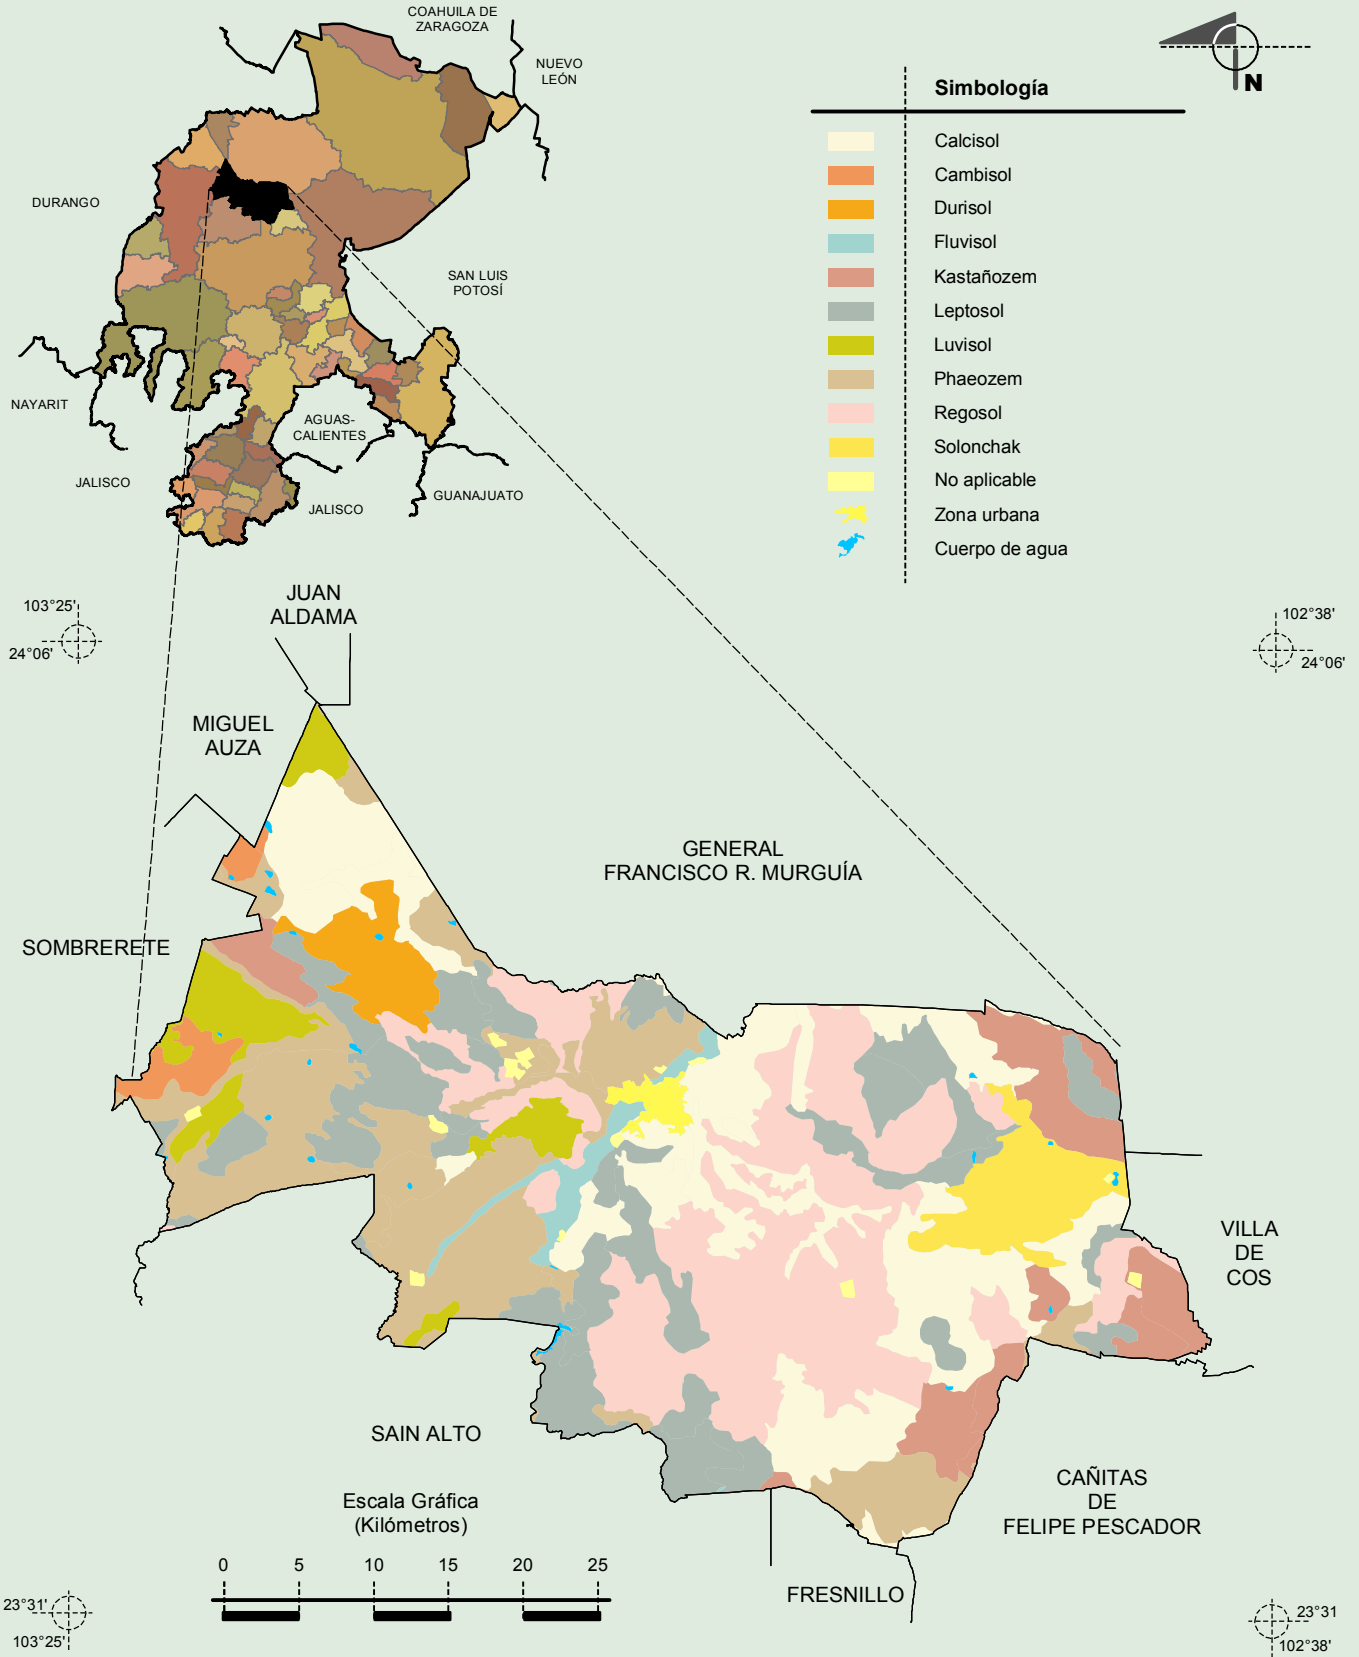 COAHUILA DE
ZARAGOZA
NUEVO
LEÓN
N
Simbología
Calcisol
Cambisol
Durisol
Fluvisol
Kastañozem
Leptosol
Luvisol
Phaeozem
Regosol
Solonchak
No aplicable
Zona urbana
Cuerpo de agua
DURANGO
SAN LUIS
POTOSÍ
NAYARIT
AGUAS-
CALIENTES
JALISCO
JALISCO
GUANAJUATO
103°25'
24°06'
102°38'
24°06'
JUAN
ALDAMA
MIGUEL
AUZA
GENERAL
FRANCISCO R. MURGUÍA
SOMBRERETE
VILLA
DE
COS
SAIN ALTO
CAÑITAS
DE
FELIPE PESCADOR
FRESNILLO
Escala Gráfica
(Kilómetros)
0 5 10 15 20 25
23°31'
103°25'
23°31
102°38'